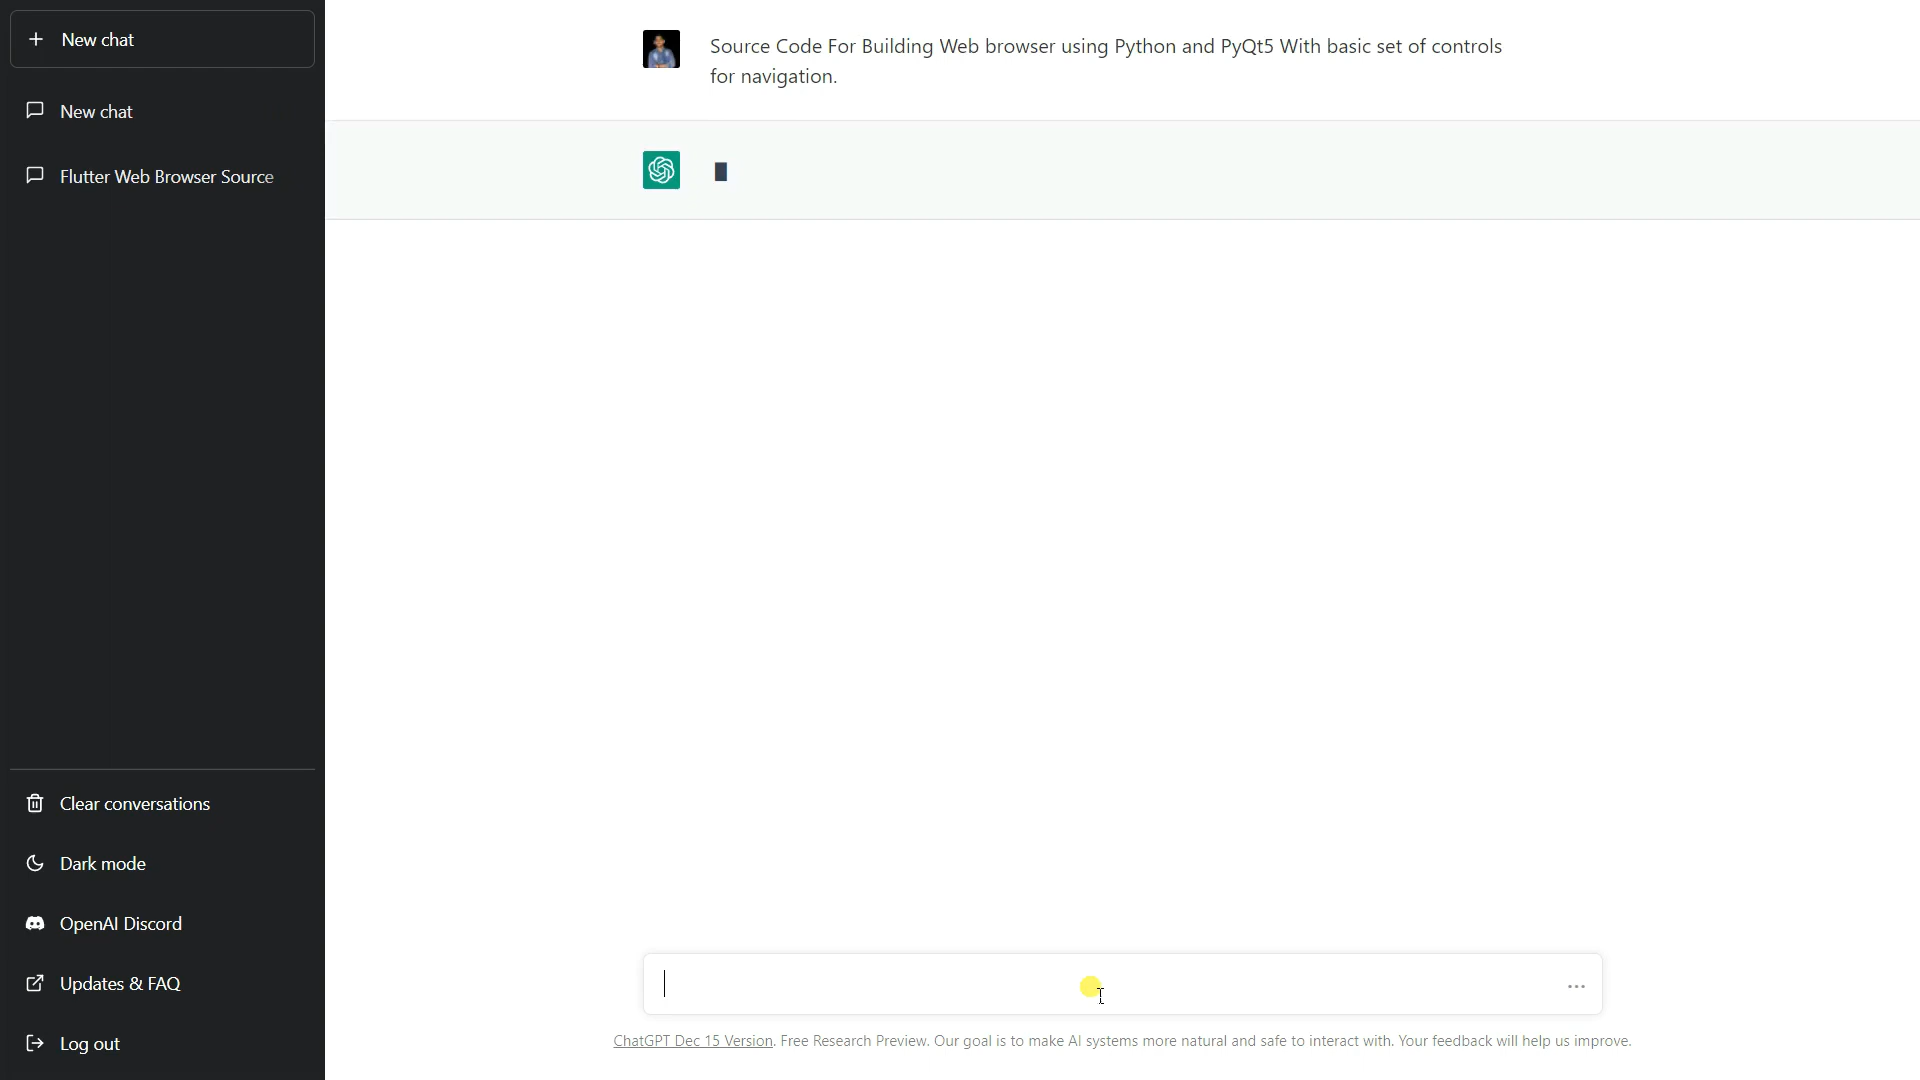 New chat
New chat
Flutter Web Browser Source
Clear conversations
Dark mode
OpenAI Discord
Updates & FAQ
Log out
Source Code For Building Web browser using Python and PyQt5 With basic set of controls
for navigation.
ChatGPT Dec 15 Version. Free Research Preview. Our goal is to make AI systems more natural and safe to interact with. Your feedback will help us improve.